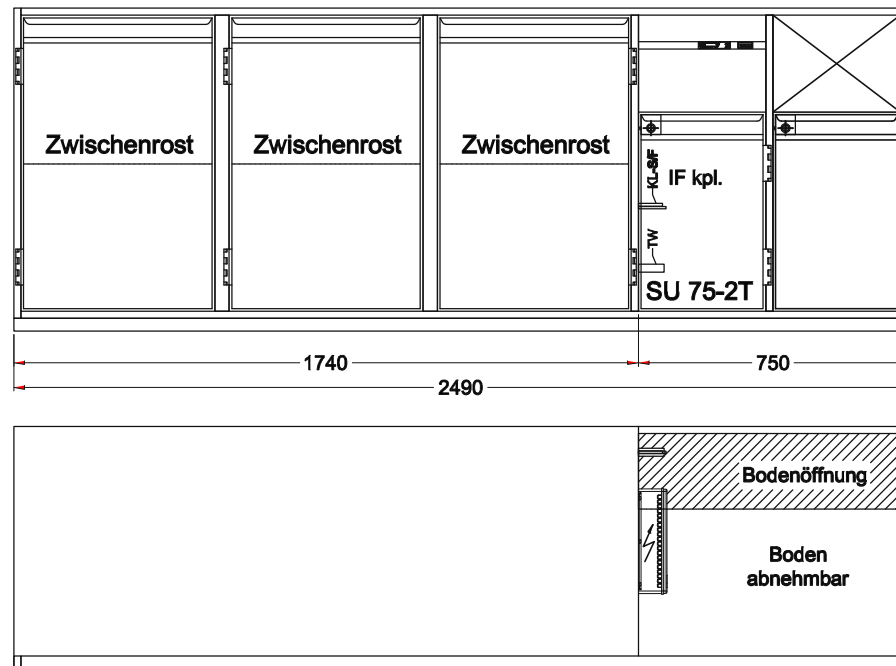 Zwischenrost Zwischenrost Zwischenrost
KL-S/F
IF kpl.
TW
SU 75-2T
1740 750
2490
Bodenöffnung
Boden
abnehmbar